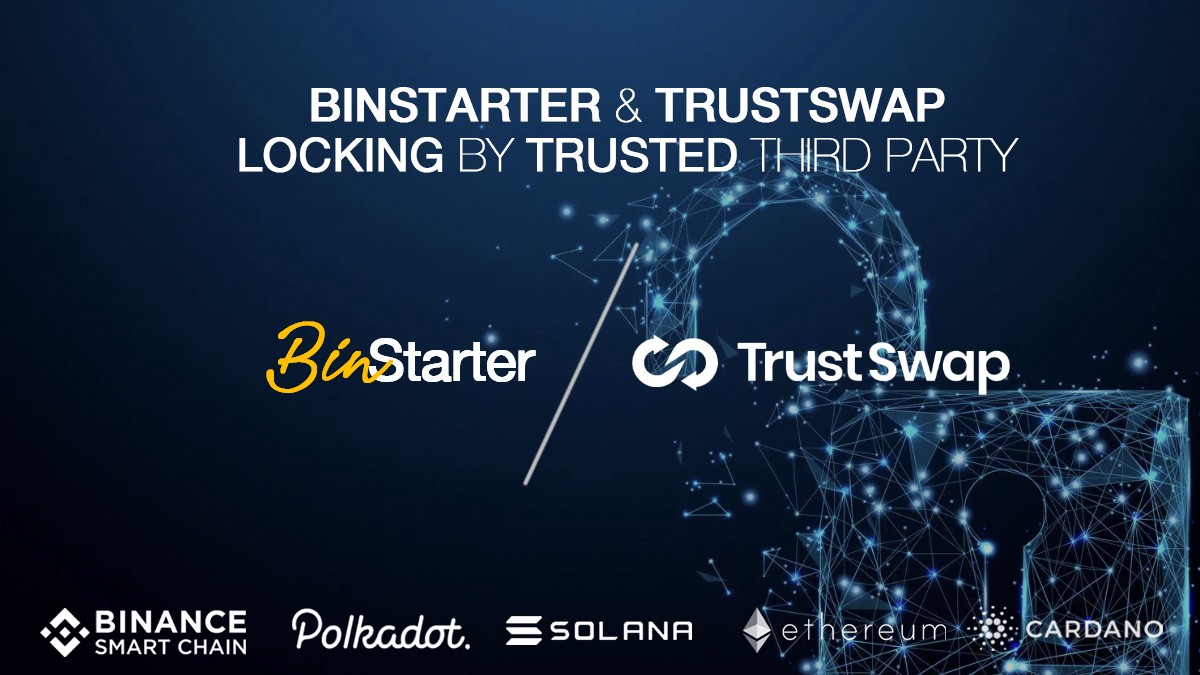 BINSTARTER & TRUSTSWAP
LOCKING BY TRUSTED THIRD PARTY
BinStarter
TrustSwap
BINANCE
SMART CHAIN
Polkadot.
SOLANA
ethereum
CARDANO